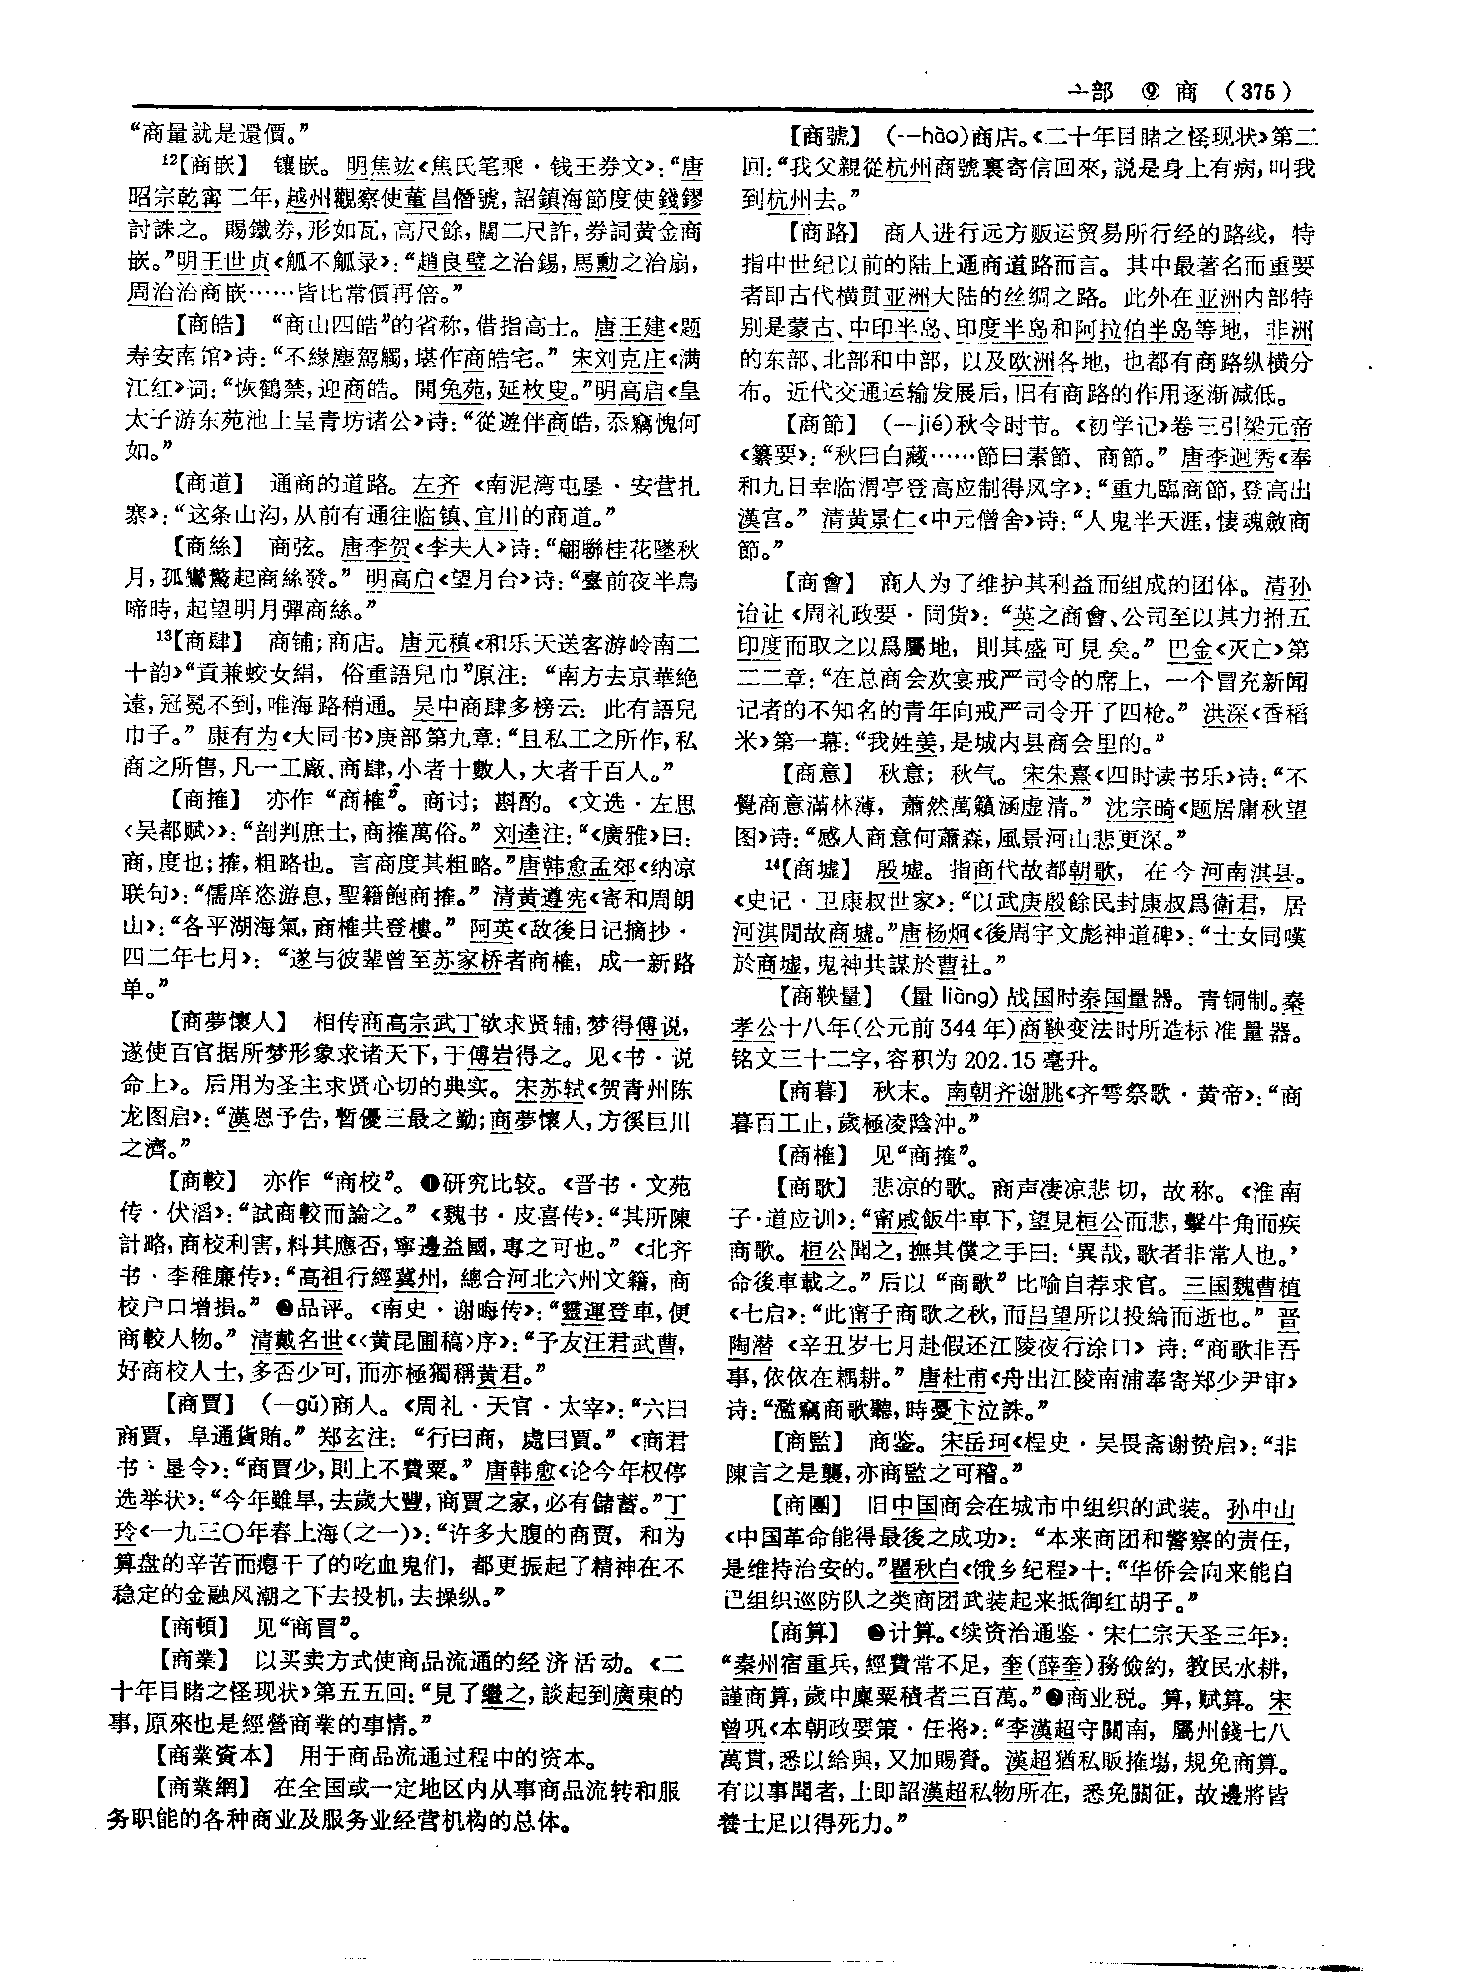 亠部 ⑨ 商 (375)
“商量就是還價。”
¹²【商嵌】 镶嵌。明焦竑《焦氏笔乘·钱王券文》:“唐
昭宗乾甯二年,越州觀察使董昌僭號,詔鎮海節度使錢鏐
討誅之。賜鐵券,形如瓦,高尺餘,闊二尺許,券詞黄金商
嵌。”明王世贞《觚不觚录》:“趙良璧之治錫,馬勳之治扇,
周治治商嵌……皆比常價再倍。”
【商皓】 “商山四皓”的省称,借指高士。唐王建《题
寿安南馆》诗:“不緣塵駕觸,堪作商皓宅。” 宋刘克庄《满
江红》词:“恢鶴禁,迎商皓。開兔苑,延枚叟。”明高启《皇
太子游东苑池上呈青坊诸公》诗:“從遊伴商皓,忝竊愧何
如。”
【商道】 通商的道路。左齐《南泥湾屯垦·安营扎
寨》:“这条山沟,从前有通往临镇、宜川的商道。”
【商絲】 商弦。唐李贺《李夫人》诗:“翩聯桂花墜秋
月,孤鸞驚起商絲發。” 明高启《望月台》诗:“臺前夜半烏
啼時,起望明月彈商絲。”
¹³【商肆】 商铺;商店。唐元稹《和乐天送客游岭南二
十韵》“貢兼蛟女绢,俗重語兒巾”原注:“南方去京華絶
遠,冠冕不到,唯海路稍通。吴中商肆多榜云:此有語兒
巾子。” 康有为《大同书》庚部第九章:“且私工之所作,私
商之所售,凡一工廠、商肆,小者十數人,大者千百人。”
【商搉】 亦作“商榷”。商讨;斟酌。《文选·左思
〈吴都赋〉》:“剖判庶士,商搉萬俗。” 刘逵注:“《廣雅》曰:
商,度也;搉,粗略也。言商度其粗略。”唐韩愈孟郊《纳凉
联句》:“儒庠恣游息,聖籍飽商搉。” 清黄遵宪《寄和周朗
山》:“各平湖海氣,商榷共登樓。” 阿英《敌後日记摘抄·
四二年七月》:“遂与彼辈曾至苏家桥者商榷,成一新路
单。”
【商夢懷人】 相传商高宗武丁欲求贤辅,梦得傅说,
遂使百官据所梦形象求诸天下,于傅岩得之。见《书·说
命上》。后用为圣主求贤心切的典实。宋苏轼《贺青州陈
龙图启》:“漢恩予告,暫優三最之勤;商夢懷人,方徯巨川
之濟。”
【商較】 亦作“商校”。❶研究比较。《晋书·文苑
传·伏滔》:“試商較而論之。” 《魏书·皮喜传》:“其所陳
計略,商校利害,料其應否,寧邊益國,專之可也。” 《北齐
书·李稚廉传》:“高祖行經冀州,總合河北六州文籍,商
校户口增損。” ❷品评。《南史·谢晦传》:“靈運登車,便
商較人物。” 清戴名世《〈黄昆圃稿〉序》:“予友汪君武曹,
好商校人士,多否少可,而亦極獨稱黄君。”
【商賈】 (—gǔ)商人。《周礼·天官·太宰》:“六曰
商賈,阜通貨賄。” 郑玄注:“行曰商,處曰賈。” 《商君
书·垦令》:“商賈少,則上不費粟。” 唐韩愈《论今年权停
选举状》:“今年雖旱,去歲大豐,商賈之家,必有儲蓄。”丁
玲《一九三〇年春上海(之一)》:“许多大腹的商贾,和为
算盘的辛苦而瘪干了的吃血鬼们,都更振起了精神在不
稳定的金融风潮之下去投机,去操纵。”
【商頓】 见“商冒”。
【商業】 以买卖方式使商品流通的经济活动。《二
十年目睹之怪现状》第五五回:“見了繼之,談起到廣東的
事,原來也是經營商業的事情。”
【商業資本】 用于商品流通过程中的资本。
【商業網】 在全国或一定地区内从事商品流转和服
务职能的各种商业及服务业经营机构的总体。
【商號】 (--hào)商店。《二十年目睹之怪现状》第二
回:“我父親從杭州商號裏寄信回來,説是身上有病,叫我
到杭州去。”
【商路】 商人进行远方贩运贸易所行经的路线,特
指中世纪以前的陆上通商道路而言。其中最著名而重要
者即古代横贯亚洲大陆的丝绸之路。此外在亚洲内部特
别是蒙古、中印半岛、印度半岛和阿拉伯半岛等地,非洲
的东部、北部和中部,以及欧洲各地,也都有商路纵横分
布。近代交通运输发展后,旧有商路的作用逐渐减低。
【商節】 (—jié)秋令时节。《初学记》卷三引梁元帝
《纂要》:“秋曰白藏……節曰素節、商節。” 唐李迥秀《奉
和九日幸临渭亭登高应制得风字》:“重九臨商節,登高出
漢宫。” 清黄景仁《中元僧舍》诗:“人鬼半天涯,悽魂斂商
節。”
【商會】 商人为了维护其利益而组成的团体。清孙
诒让《周礼政要·同货》:“英之商會、公司至以其力拊五
印度而取之以爲屬地,則其盛可見矣。” 巴金《灭亡》第
二二章:“在总商会欢宴戒严司令的席上,一个冒充新闻
记者的不知名的青年向戒严司令开了四枪。” 洪深《香稻
米》第一幕:“我姓姜,是城内县商会里的。”
【商意】 秋意;秋气。宋朱熹《四时读书乐》诗:“不
覺商意滿林薄,蕭然萬籟涵虚清。” 沈宗畸《题居庸秋望
图》诗:“感人商意何蕭森,風景河山悲更深。”
¹⁴【商墟】 殷墟。指商代故都朝歌,在今河南淇县。
《史记·卫康叔世家》:“以武庚殷餘民封康叔爲衛君,居
河淇閒故商墟。”唐杨炯《後周宇文彪神道碑》:“士女同嘆
於商墟,鬼神共謀於曹社。”
【商鞅量】 (量 liàng) 战国时秦国量器。青铜制。秦
孝公十八年(公元前344年)商鞅变法时所造标准量器。
铭文三十二字,容积为202.15毫升。
【商暮】 秋末。南朝齐谢朓《齐雩祭歌·黄帝》:“商
暮百工止,歲極凌陰沖。”
【商榷】 见“商搉”。
【商歌】 悲凉的歌。商声凄凉悲切,故称。《淮南
子·道应训》:“甯戚飯牛車下,望見桓公而悲,擊牛角而疾
商歌。桓公聞之,撫其僕之手曰:‘異哉,歌者非常人也。’
命後車載之。” 后以“商歌”比喻自荐求官。三国魏曹植
《七启》:“此甯子商歌之秋,而吕望所以投綸而逝也。” 晋
陶潜《辛丑岁七月赴假还江陵夜行涂口》诗:“商歌非吾
事,依依在耦耕。” 唐杜甫《舟出江陵南浦奉寄郑少尹审》
诗:“濫竊商歌聽,時憂卞泣誅。”
【商監】 商鉴。宋岳珂《桯史·吴畏斋谢贽启》:“非
陳言之是襲,亦商監之可稽。”
【商團】 旧中国商会在城市中组织的武装。孙中山
《中国革命能得最後之成功》:“本来商团和警察的责任,
是维持治安的。”瞿秋白《饿乡纪程》十:“华侨会向来能自
己组织巡防队之类商团武装起来抵御红胡子。”
【商算】 ❶计算。《续资治通鉴·宋仁宗天圣三年》:
“秦州宿重兵,經費常不足,奎(薛奎)務儉約,教民水耕,
謹商算,歲中廩粟積者三百萬。”❷商业税。算,赋算。宋
曾巩《本朝政要策·任将》:“李漢超守關南,屬州錢七八
萬貫,悉以給與,又加賜賚。漢超猶私販搉場,規免商算。
有以事聞者,上即詔漢超私物所在,悉免關征,故邊將皆
養士足以得死力。”